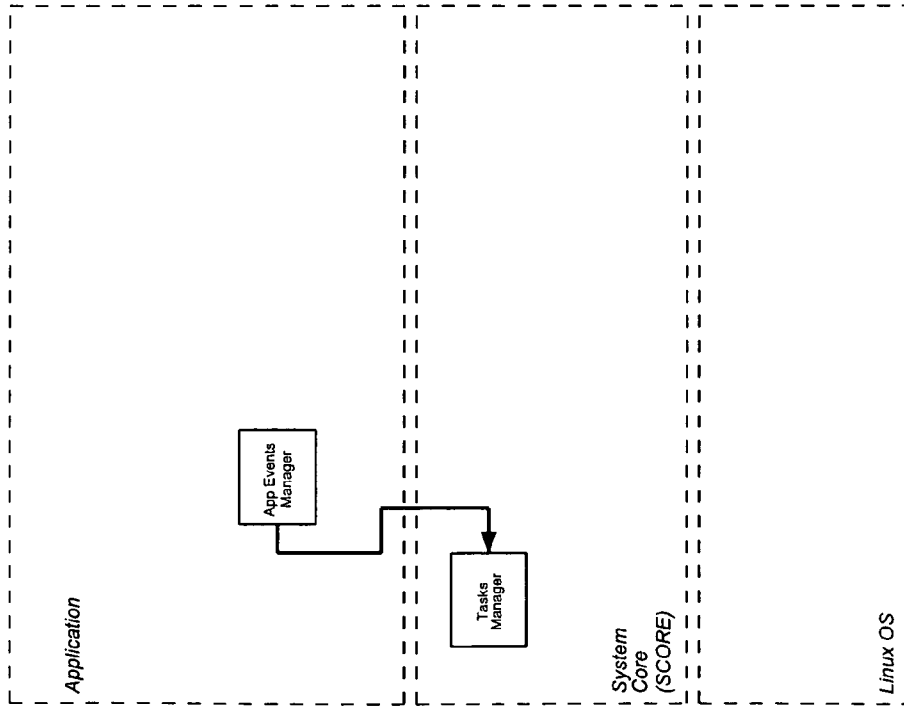 Application
App Events
Manager
Tasks
Manager
System
Core
(SCORE)
Linux OS